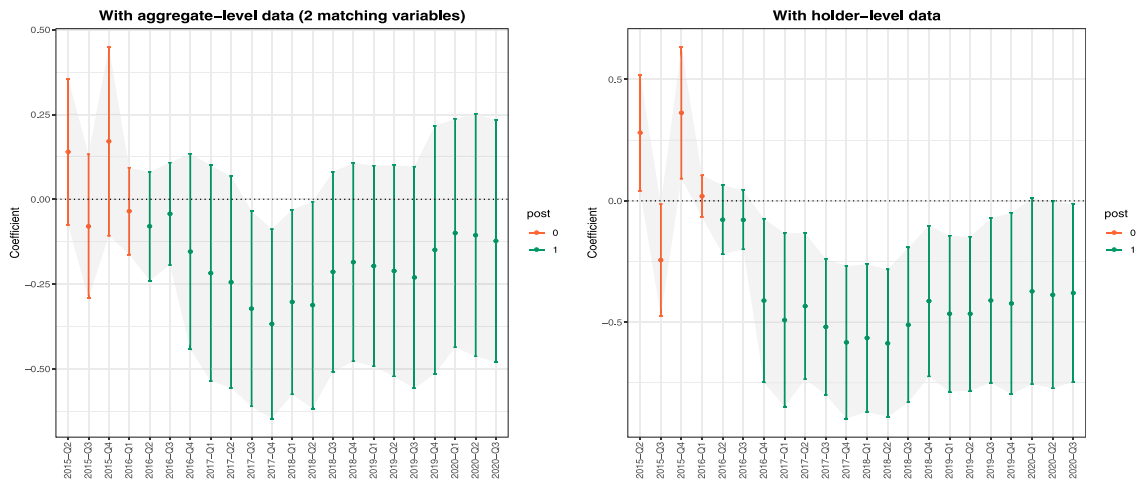 With aggregate−level data (2 matching variables)
0.50
0.25
0.00
−0.25
−0.50
Coefficient
2015−Q2
2015−Q3
2015−Q4
2016−Q1
2016−Q2
2016−Q3
2016−Q4
2017−Q1
2017−Q2
2017−Q3
2017−Q4
2018−Q1
2018−Q2
2018−Q3
2018−Q4
2019−Q1
2019−Q2
2019−Q3
2019−Q4
2020−Q1
2020−Q2
2020−Q3
post
0
1
With holder−level data
0.5
0.0
−0.5
Coefficient
2015−Q2
2015−Q3
2015−Q4
2016−Q1
2016−Q2
2016−Q3
2016−Q4
2017−Q1
2017−Q2
2017−Q3
2017−Q4
2018−Q1
2018−Q2
2018−Q3
2018−Q4
2019−Q1
2019−Q2
2019−Q3
2019−Q4
2020−Q1
2020−Q2
2020−Q3
post
0
1